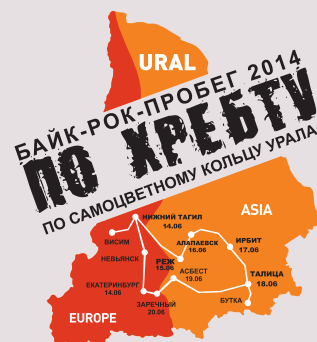 URAL
БАЙК-РОК-ПРОБЕГ 2014
ПО ХРЕБТУ
ПО САМОЦВЕТНОМУ КОЛЬЦУ УРАЛА
ASIA
НИЖНИЙ ТАГИЛ
14.06
ВИСИМ
АЛАПАЕВСК
16.06
ИРБИТ
17.06
НЕВЬЯНСК
РЕЖ
15.06
АСБЕСТ
19.06
ТАЛИЦА
18.06
ЕКАТЕРИНБУРГ
14.06
ЗАРЕЧНЫЙ
20.06
БУТКА
EUROPE